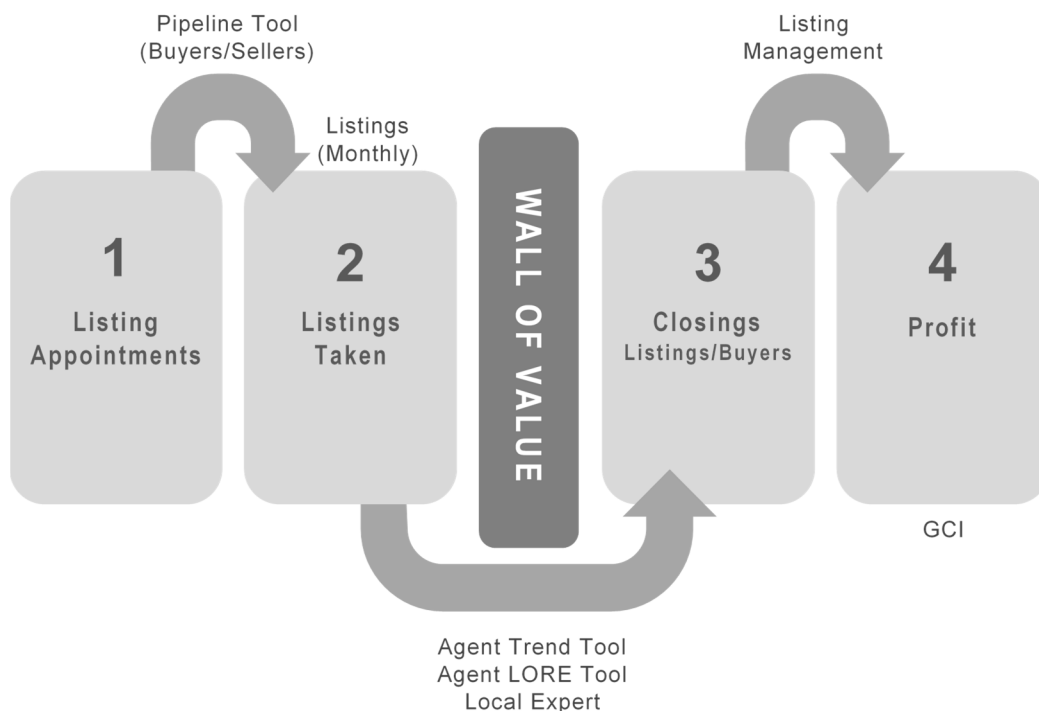 Pipeline Tool
(Buyers/Sellers)
Listing
Management
Listings
(Monthly)
1
Listing
Appointments
2
Listings
Taken
WALL OF VALUE
3
Closings
Listings/Buyers
4
Profit
GCI
Agent Trend Tool
Agent LORE Tool
Local Expert